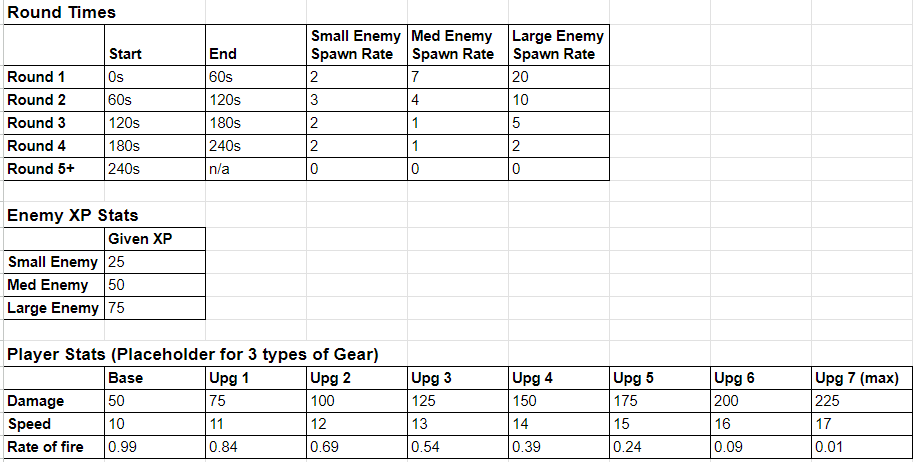 Round Times
Start End Small Enemy Spawn Rate Med Enemy Spawn Rate Large Enemy Spawn Rate
Round 1 0s 60s 2 7 20
Round 2 60s 120s 3 4 10
Round 3 120s 180s 2 1 5
Round 4 180s 240s 2 1 2
Round 5+ 240s n/a 0 0 0
Enemy XP Stats
Given XP
Small Enemy 25
Med Enemy 50
Large Enemy 75
Player Stats (Placeholder for 3 types of Gear)
Base Upg 1 Upg 2 Upg 3 Upg 4 Upg 5 Upg 6 Upg 7 (max)
Damage 50 75 100 125 150 175 200 225
Speed 10 11 12 13 14 15 16 17
Rate of fire 0.99 0.84 0.69 0.54 0.39 0.24 0.09 0.01